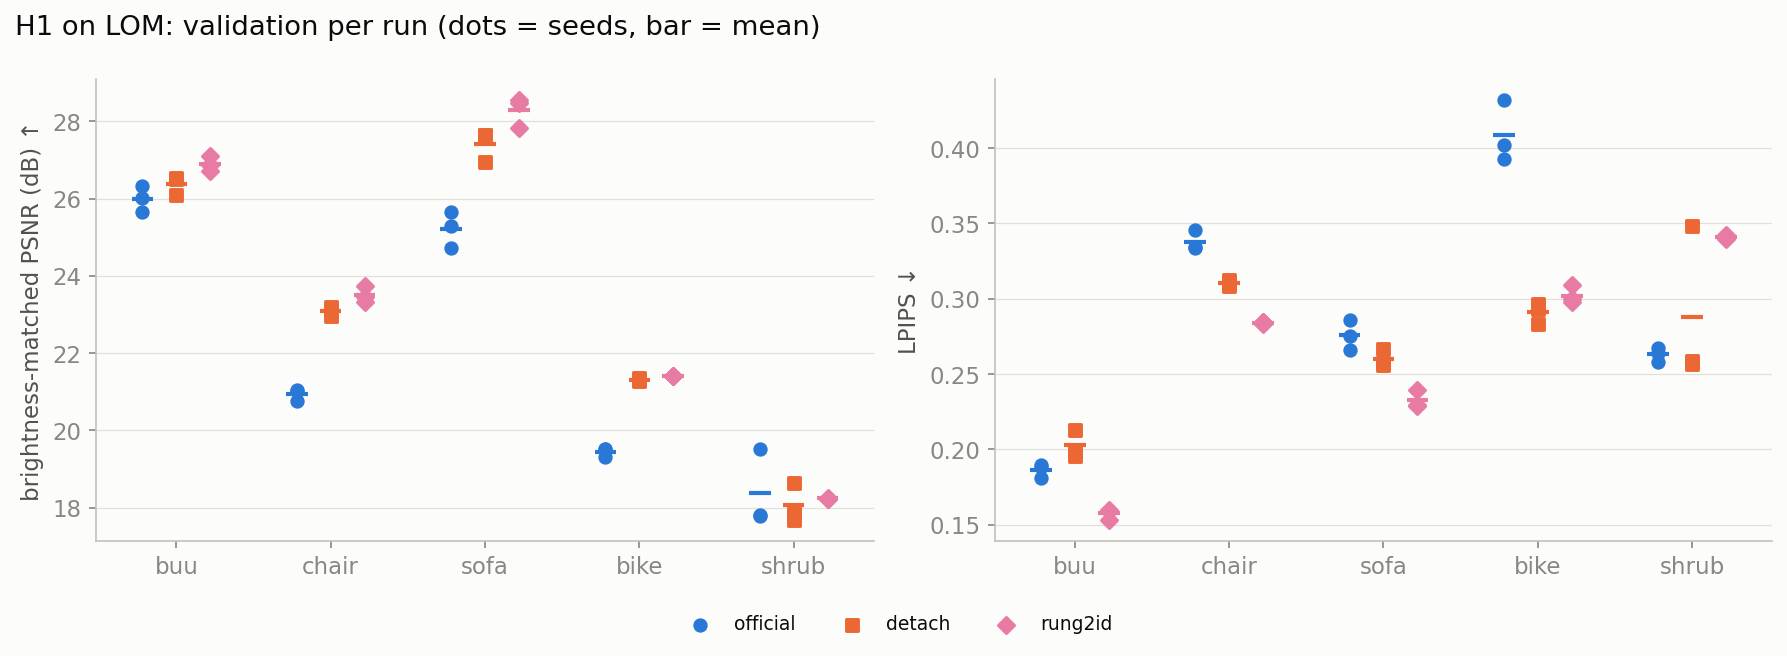 H1 on LOM: validation per run (dots = seeds, bar = mean)
brightness-matched PSNR (dB) ↑
28
26
24
22
20
18
buu chair sofa bike shrub
LPIPS ↓
0.40
0.35
0.30
0.25
0.20
0.15
buu chair sofa bike shrub
official detach rung2id